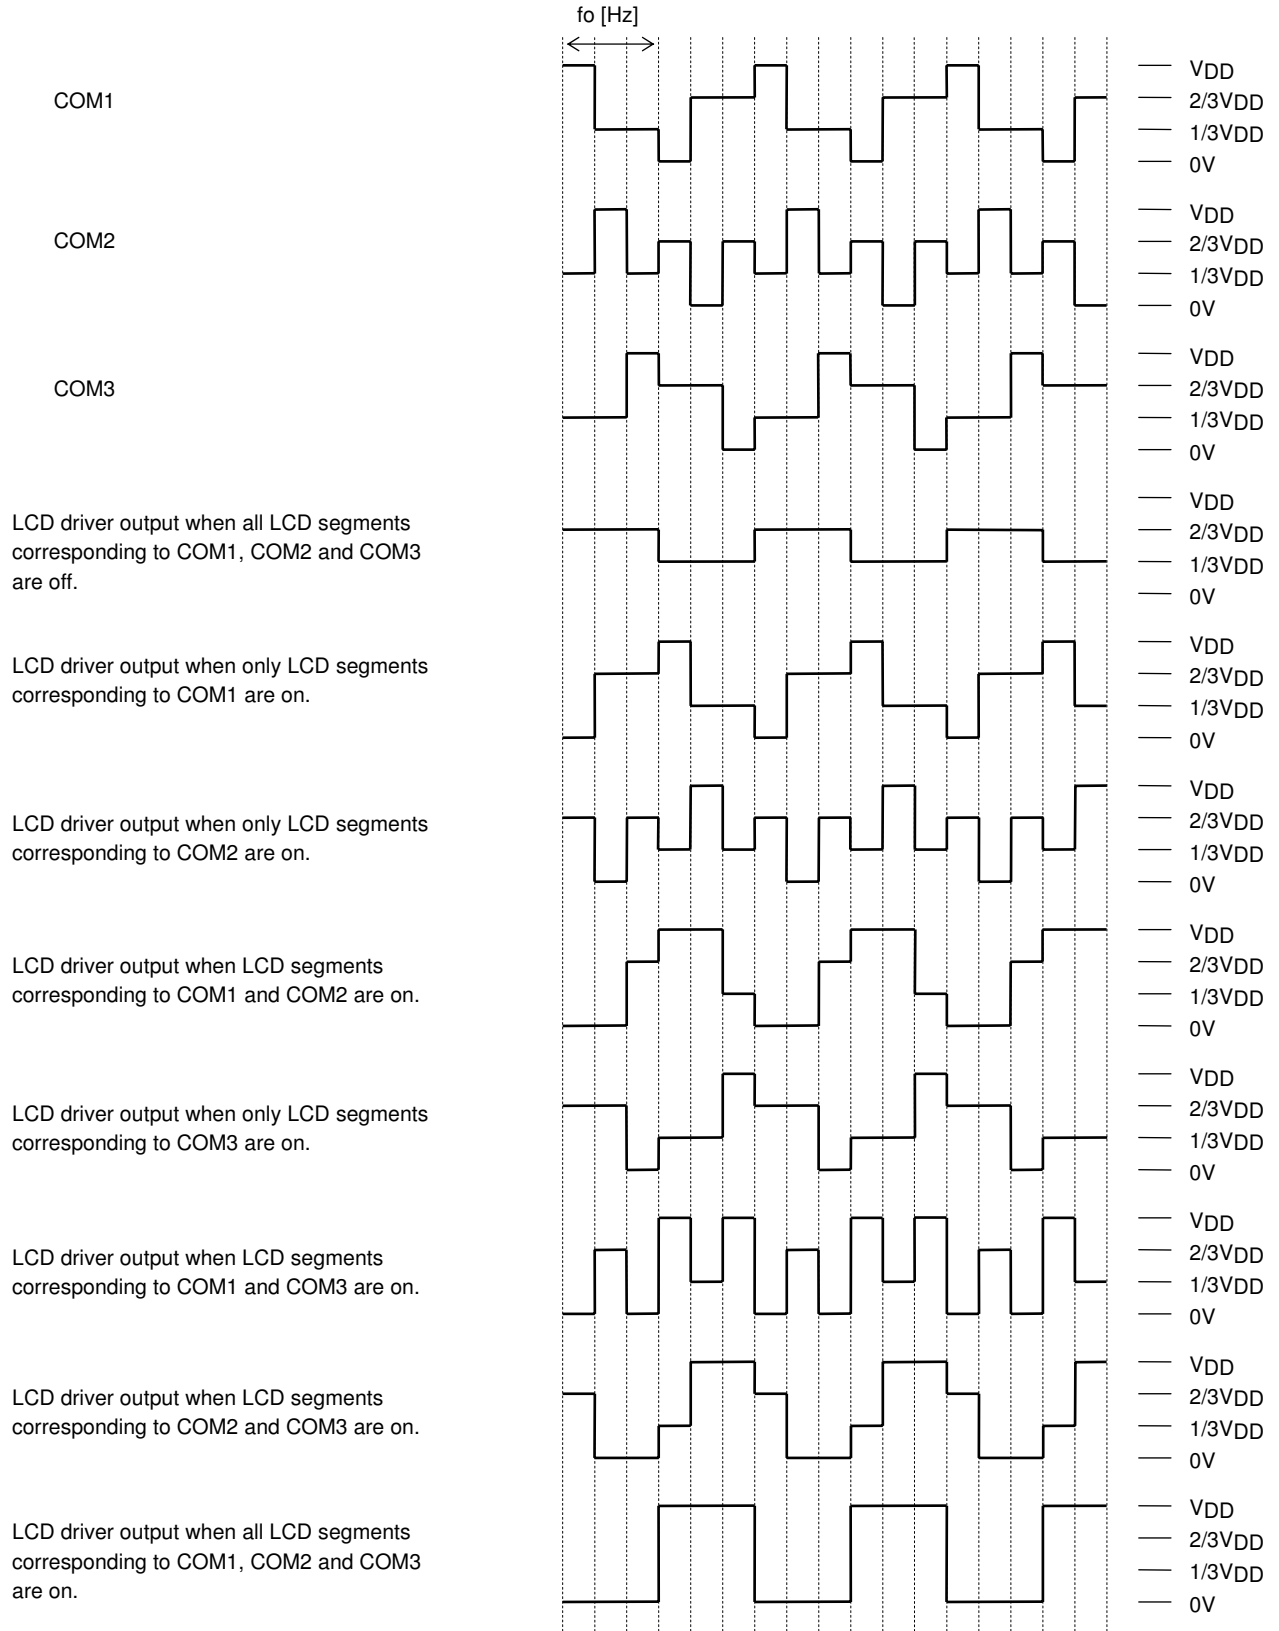 fo [Hz]
COM1
VDD
2/3VDD
1/3VDD
0V
COM2
VDD
2/3VDD
1/3VDD
0V
COM3
VDD
2/3VDD
1/3VDD
0V
LCD driver output when all LCD segments
corresponding to COM1, COM2 and COM3
are off.
VDD
2/3VDD
1/3VDD
0V
LCD driver output when only LCD segments
corresponding to COM1 are on.
VDD
2/3VDD
1/3VDD
0V
LCD driver output when only LCD segments
corresponding to COM2 are on.
VDD
2/3VDD
1/3VDD
0V
LCD driver output when LCD segments
corresponding to COM1 and COM2 are on.
VDD
2/3VDD
1/3VDD
0V
LCD driver output when only LCD segments
corresponding to COM3 are on.
VDD
2/3VDD
1/3VDD
0V
LCD driver output when LCD segments
corresponding to COM1 and COM3 are on.
VDD
2/3VDD
1/3VDD
0V
LCD driver output when LCD segments
corresponding to COM2 and COM3 are on.
VDD
2/3VDD
1/3VDD
0V
LCD driver output when all LCD segments
corresponding to COM1, COM2 and COM3
are on.
VDD
2/3VDD
1/3VDD
0V